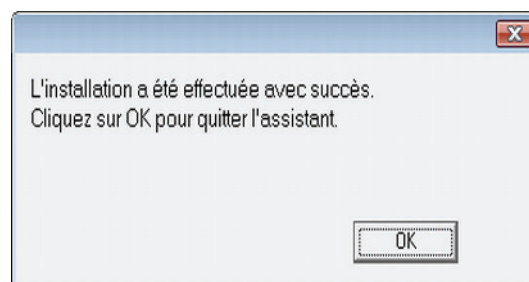 L'installation a été effectuée avec succès.
Cliquez sur OK pour quitter l'assistant.
OK